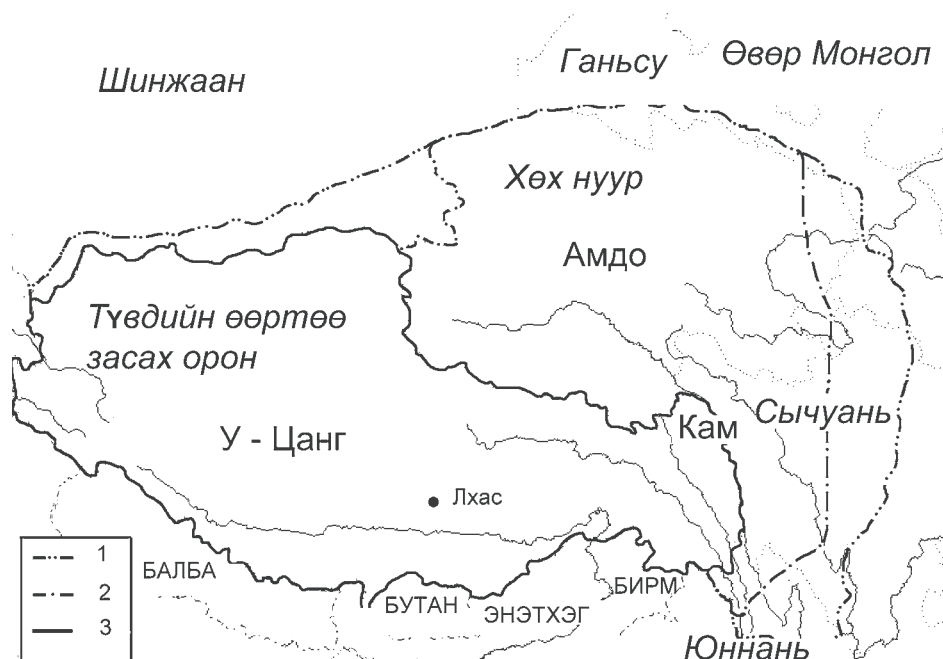 Шинжаан
Ганьсу
Өвөр Монгол
Хөх нуур
Амдо
Түвдийн өөртөө
засах орон
У - Цанг
Кам
Сычуань
Лхас
1
2
3
БАЛБА
БУТАН
ЭНЭТХЭГ
БИРМ
Юннань